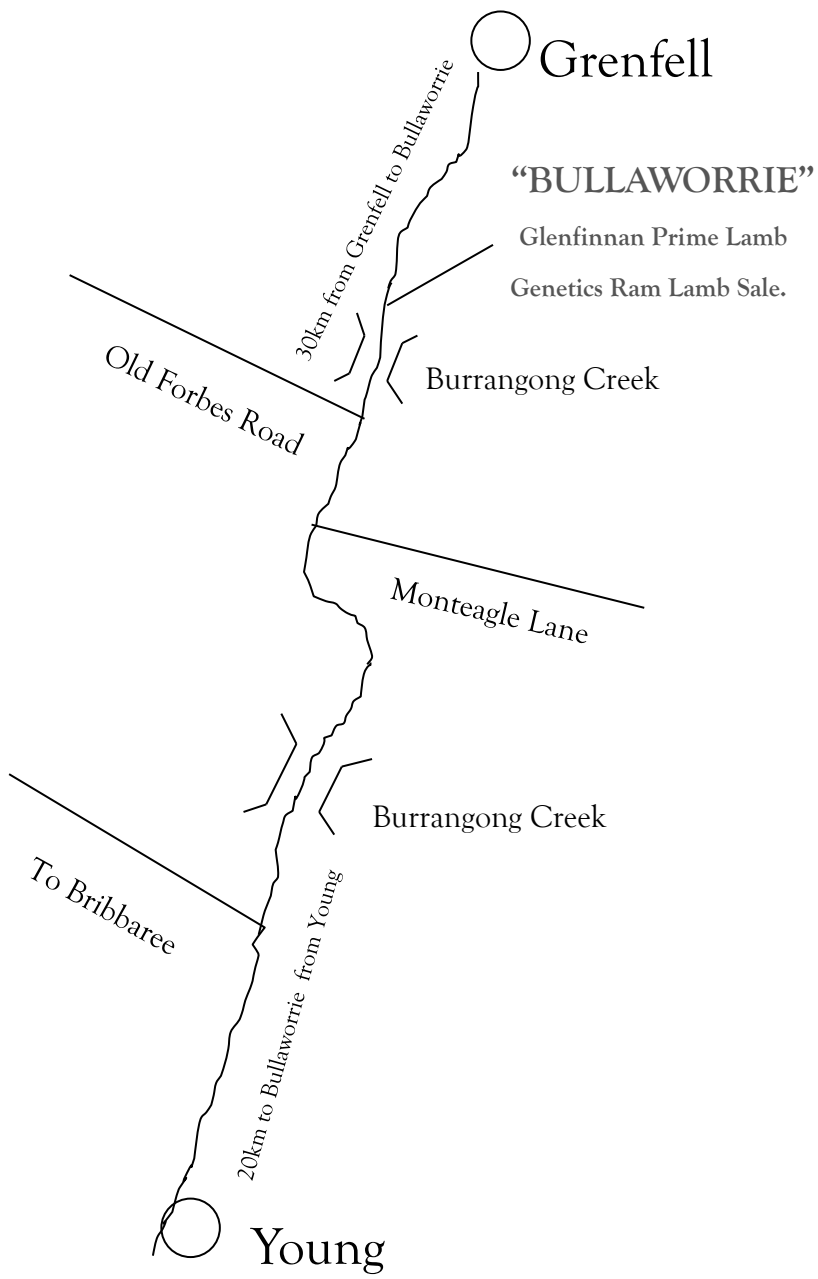 Grenfell
30km from Grenfell to Bullaworrie
“BULLAWORRIE”
Glenfinnan Prime Lamb
Genetics Ram Lamb Sale.
Burrangong Creek
Old Forbes Road
Monteagle Lane
Burrangong Creek
To Bribbaree
20km to Bullaworrie from Young
Young